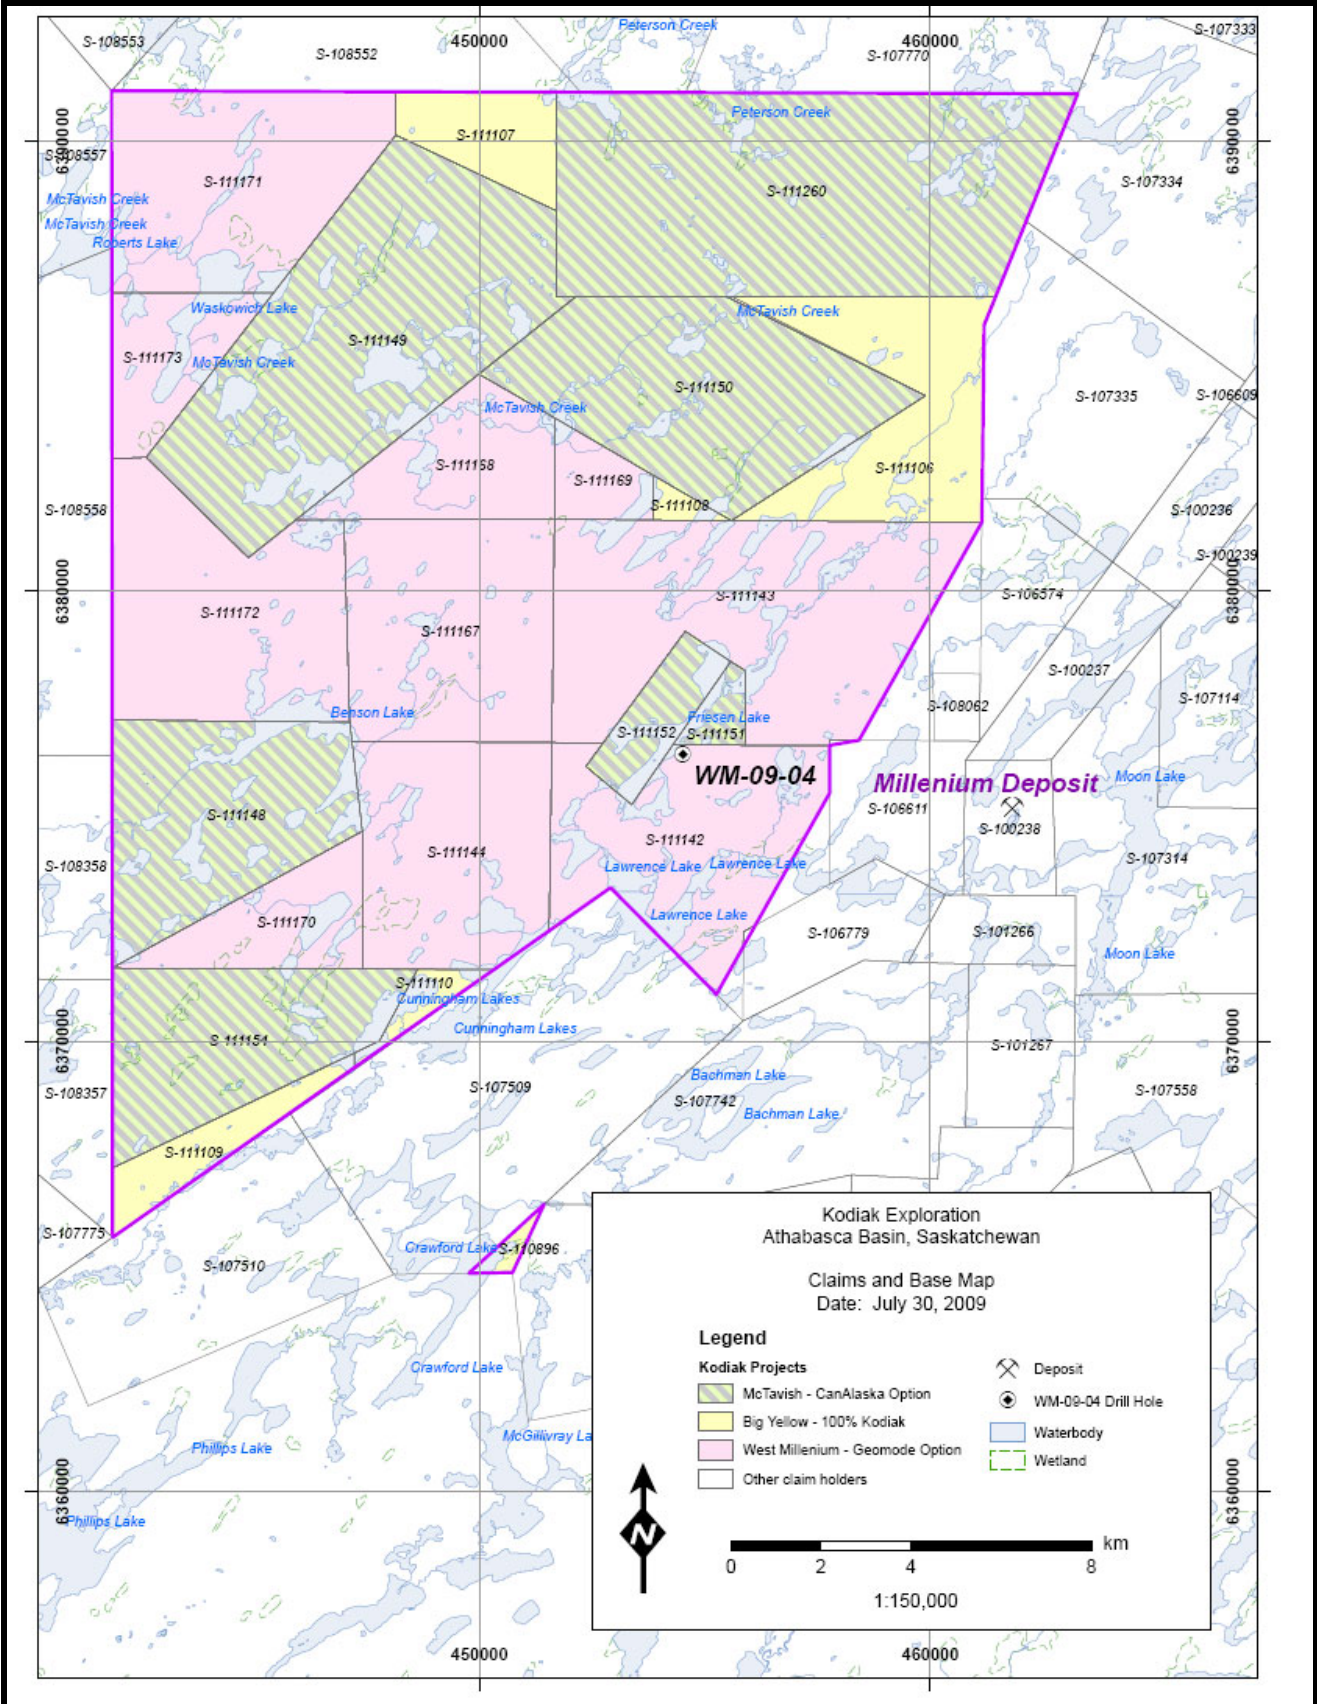 Peterson Creek
S-107333
S-108553
450000
460000
S-108552
S-107770
Peterson Creek
6390000
S-111107
6390000
S-108557
S-111171
S-111260
S-107334
McTavish Creek
McTavish Creek
Roberts Lake
Waskowich Lake
McTavish Creek
S-111149
S-111173
McTavish Creek
S-111150
S-107335
S-106609
McTavish Creek
S-111168
S-111169
S-111106
S-111108
S-108558
S-100236
S-100239
6380000
S-111143
S-106574
6380000
S-111172
S-111167
S-100237
S-107114
Benson Lake
Friesen Lake
S-108062
S-111152
S-111151
WM-09-04
Millenium Deposit
Moon Lake
S-106611
S-111148
S-100238
S-111142
S-111144
S-107314
S-108358
Lawrence Lake
Lawrence Lake
Lawrence Lake
S-111170
S-106779
S-101266
Moon Lake
S-111110
Cunningham Lakes
Cunningham Lakes
6370000
S-111154
S-101267
6370000
Bachman Lake
S-107509
S-108357
S-107742
S-107558
Bachman Lake
S-111109
S-107775
Crawford Lake
S-110896
S-107510
Crawford Lake
McGillivray La
Phillips Lake
6360000
Phillips Lake
6360000
Kodiak Exploration
Athabasca Basin, Saskatchewan
Claims and Base Map
Date: July 30, 2009
Legend
Kodiak Projects
McTavish - CanAlaska Option
Big Yellow - 100% Kodiak
West Millenium - Geomode Option
Other claim holders
Deposit
WM-09-04 Drill Hole
Waterbody
Wetland
N
km
0 2 4 8
1:150,000
450000
460000